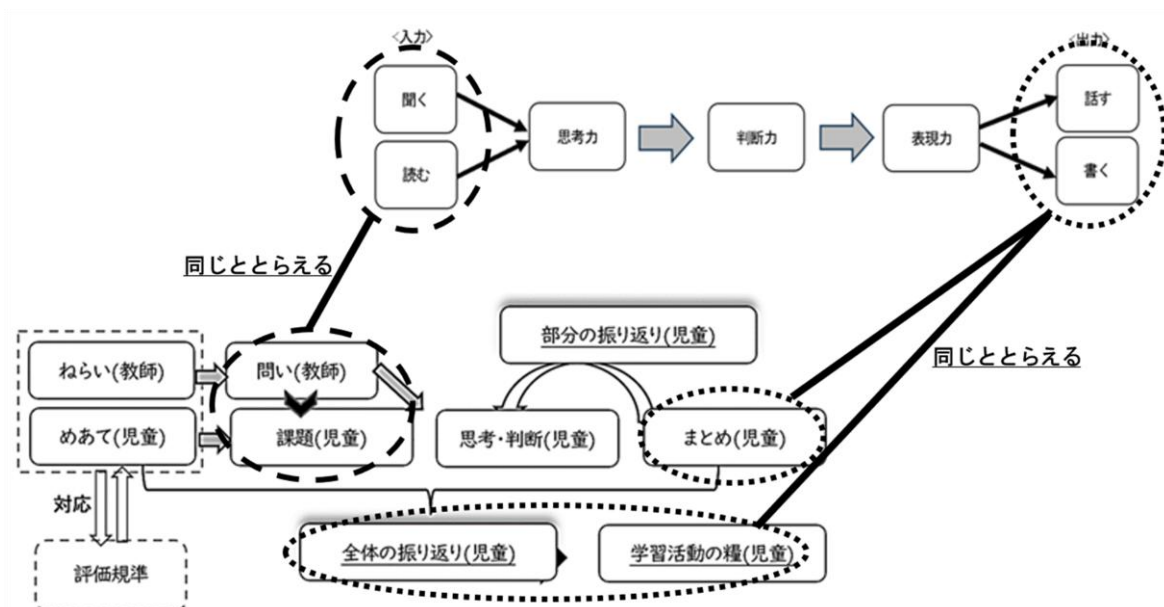 〈入力〉
〈出力〉
聞く
読む
思考力
判断力
表現力
話す
書く
同じととらえる
同じととらえる
部分の振り返り(児童)
ねらい(教師)
問い(教師)
めあて(児童)
課題(児童)
思考・判断(児童)
まとめ(児童)
対応
評価規準
全体の振り返り(児童)
学習活動の糧(児童)